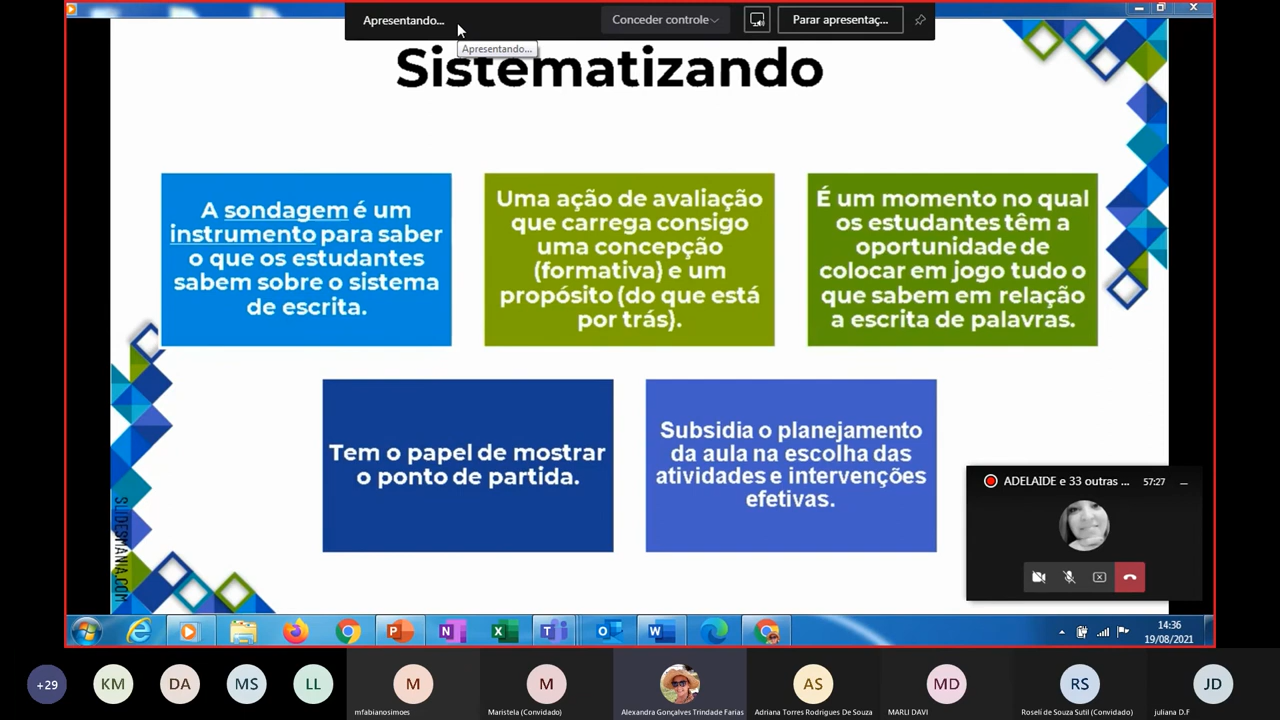 Apresentando...
Conceder controle
Parar apresentaç...
Apresentando...
Sistematizando
A sondagem é um
instrumento para saber
o que os estudantes
sabem sobre o sistema
de escrita.
Uma ação de avaliação
que carrega consigo
uma concepção
(formativa) e um
propósito (do que está
por trás).
É um momento no qual
os estudantes têm a
oportunidade de
colocar em jogo tudo o
que sabem em relação
a escrita de palavras.
Tem o papel de mostrar
o ponto de partida.
Subsidia o planejamento
da aula na escolha das
atividades e intervenções
efetivas.
SLIDESMANIA.COM
ADELAIDE e 33 outras ...
57:27
14:36
19/08/2021
+29
KM
DA
MS
LL
M
mfabianosimoes
M
Maristela (Convidado)
Alexandra Gonçalves Trindade Farias
AS
Adriana Torres Rodrigues De Souza
MD
MARLI DAVI
RS
Roseli de Souza Sutil (Convidado)
JD
juliana D.F